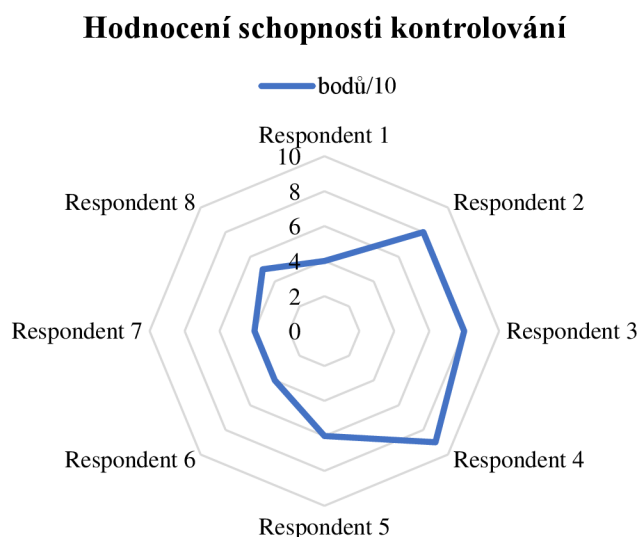 Hodnocení schopnosti kontrolování
bodů/10
Respondent 1
10
Respondent 8
Respondent 2
8
6
4
2
Respondent 7
0
Respondent 3
Respondent 6
Respondent 4
Respondent 5